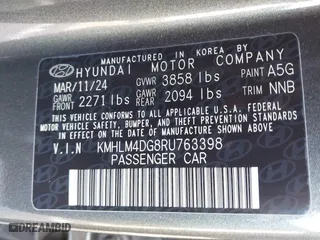 MANUFACTURED IN KOREA BY
HYUNDAI MOTOR COMPANY
MAR/11/24 GVWR 3858 lbs PAINT A5G
GAWR FRONT 2271 lbs GAWR REAR 2094 lbs TRIM NNB
THIS VEHICLE CONFORMS TO ALL APPLICABLE U.S.A. FEDERAL
MOTOR VEHICLE SAFETY, BUMPER, AND THEFT PREVENTION
STANDARDS IN EFFECT ON THE DATE OF MANUFACTURE
SHOWN ABOVE.
V.I.N KMHLM4DG8RU763398
PASSENGER CAR
DREAMBID